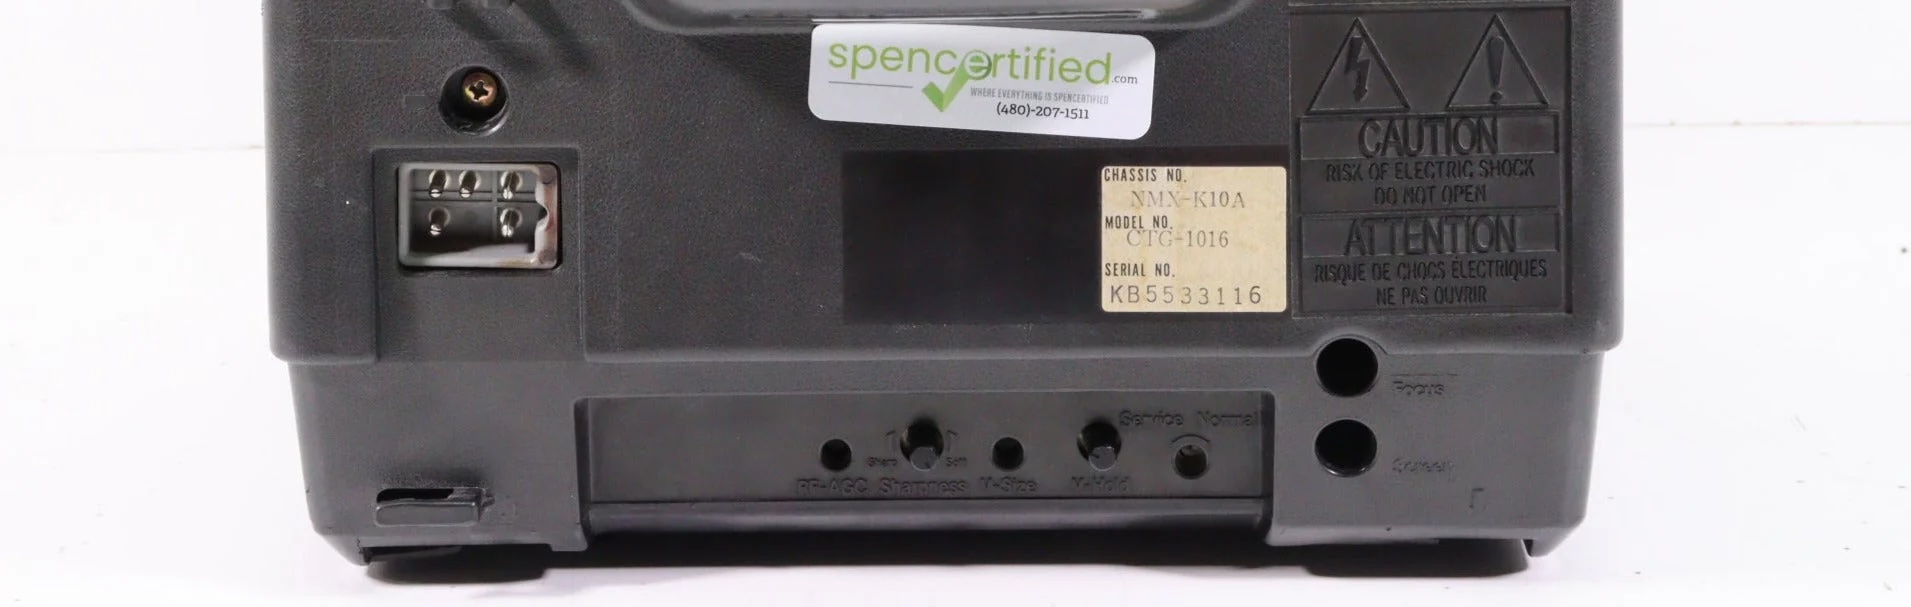 spencertified.com
WHERE EVERYTHING IS SPENCERTIFIED
(480)-207-1511
CHASSIS NO.
NMX-K10A
MODEL NO.
CTG-1016
SERIAL NO.
KB5533116
CAUTION
RISK OF ELECTRIC SHOCK
DO NOT OPEN
ATTENTION
RISQUE DE CHOCS ÉLECTRIQUES
NE PAS OUVRIR
Focus
Screen
Service Normal
Sharp Soft
RF-AGC Sharpness V-Size V-Hold